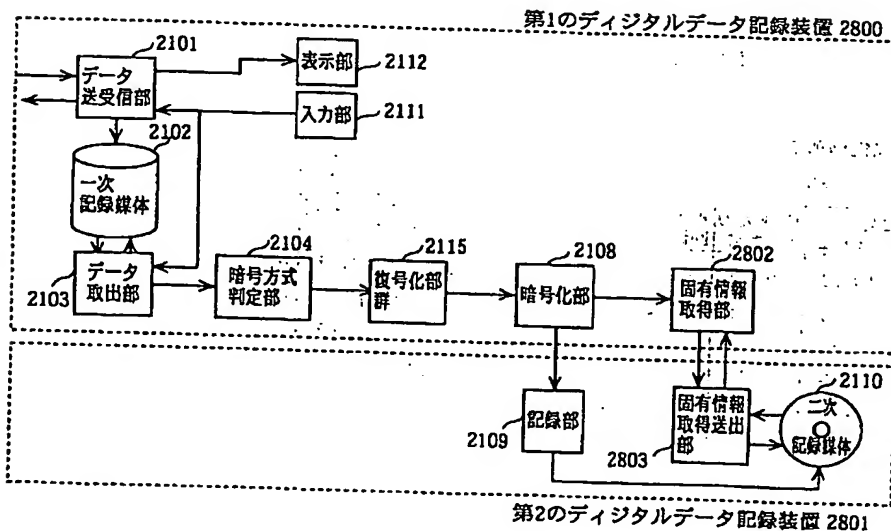 第1のディジタルデータ記録装置 2800
2101
データ
送受信部
表示部
2112
入力部
2111
2102
一次
記録媒体
2103
データ
取出部
2104
暗号方式
判定部
2115
復号化部
群
2108
暗号化部
2802
固有情報
取得部
2109
記録部
2803
固有情報
取得送出
部
2110
二次
記録媒体
第2のディジタルデータ記録装置 2801